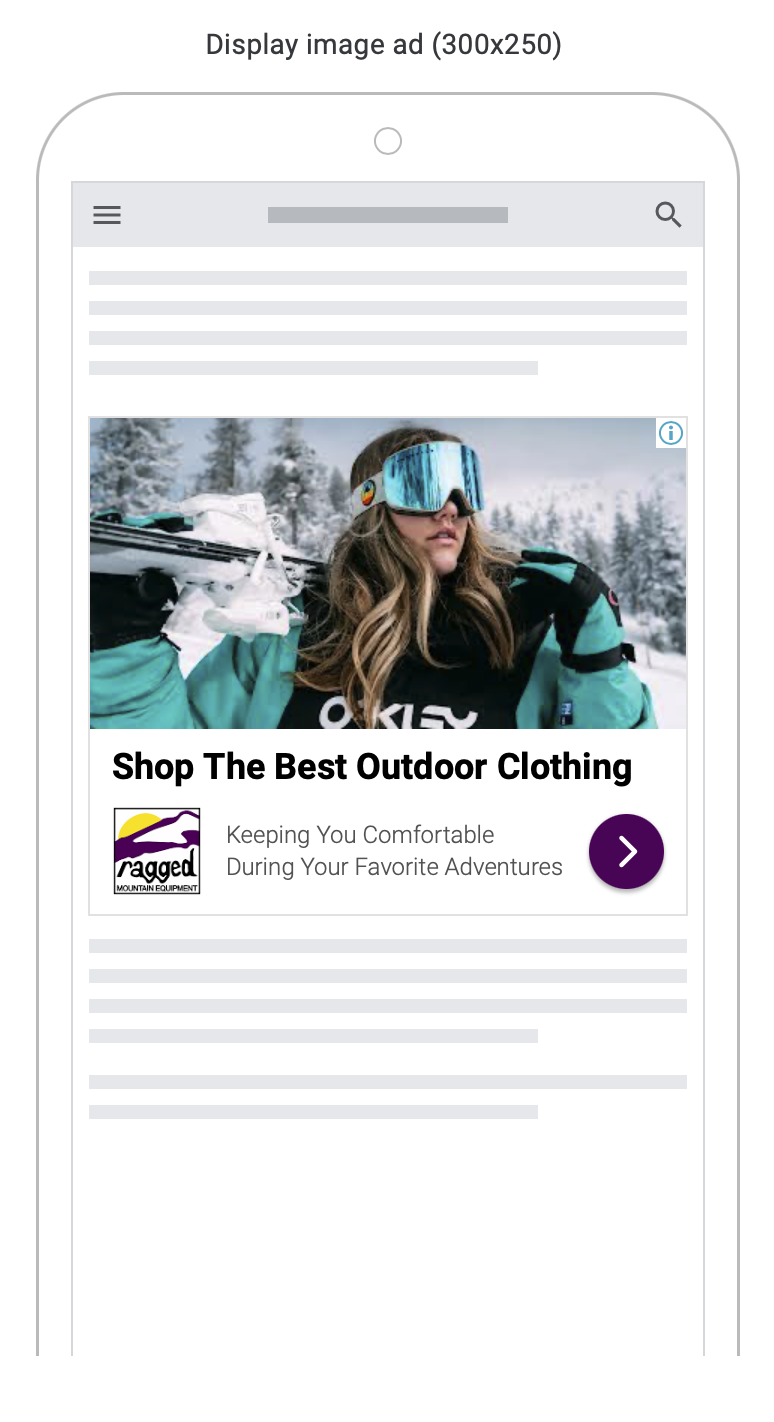 Display image ad (300x250)
Shop The Best Outdoor Clothing
ragged
MOUNTAIN EQUIPMENT
Keeping You Comfortable
During Your Favorite Adventures